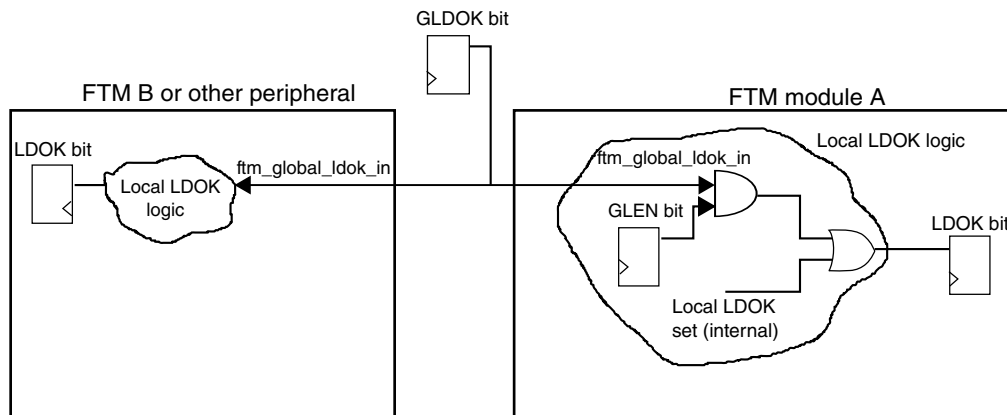 GLDOK bit
FTM B or other peripheral
FTM module A
LDOK bit
Local LDOK
logic
ftm_global_ldok_in
ftm_global_ldok_in
Local LDOK logic
GLEN bit
LDOK bit
Local LDOK
set (internal)